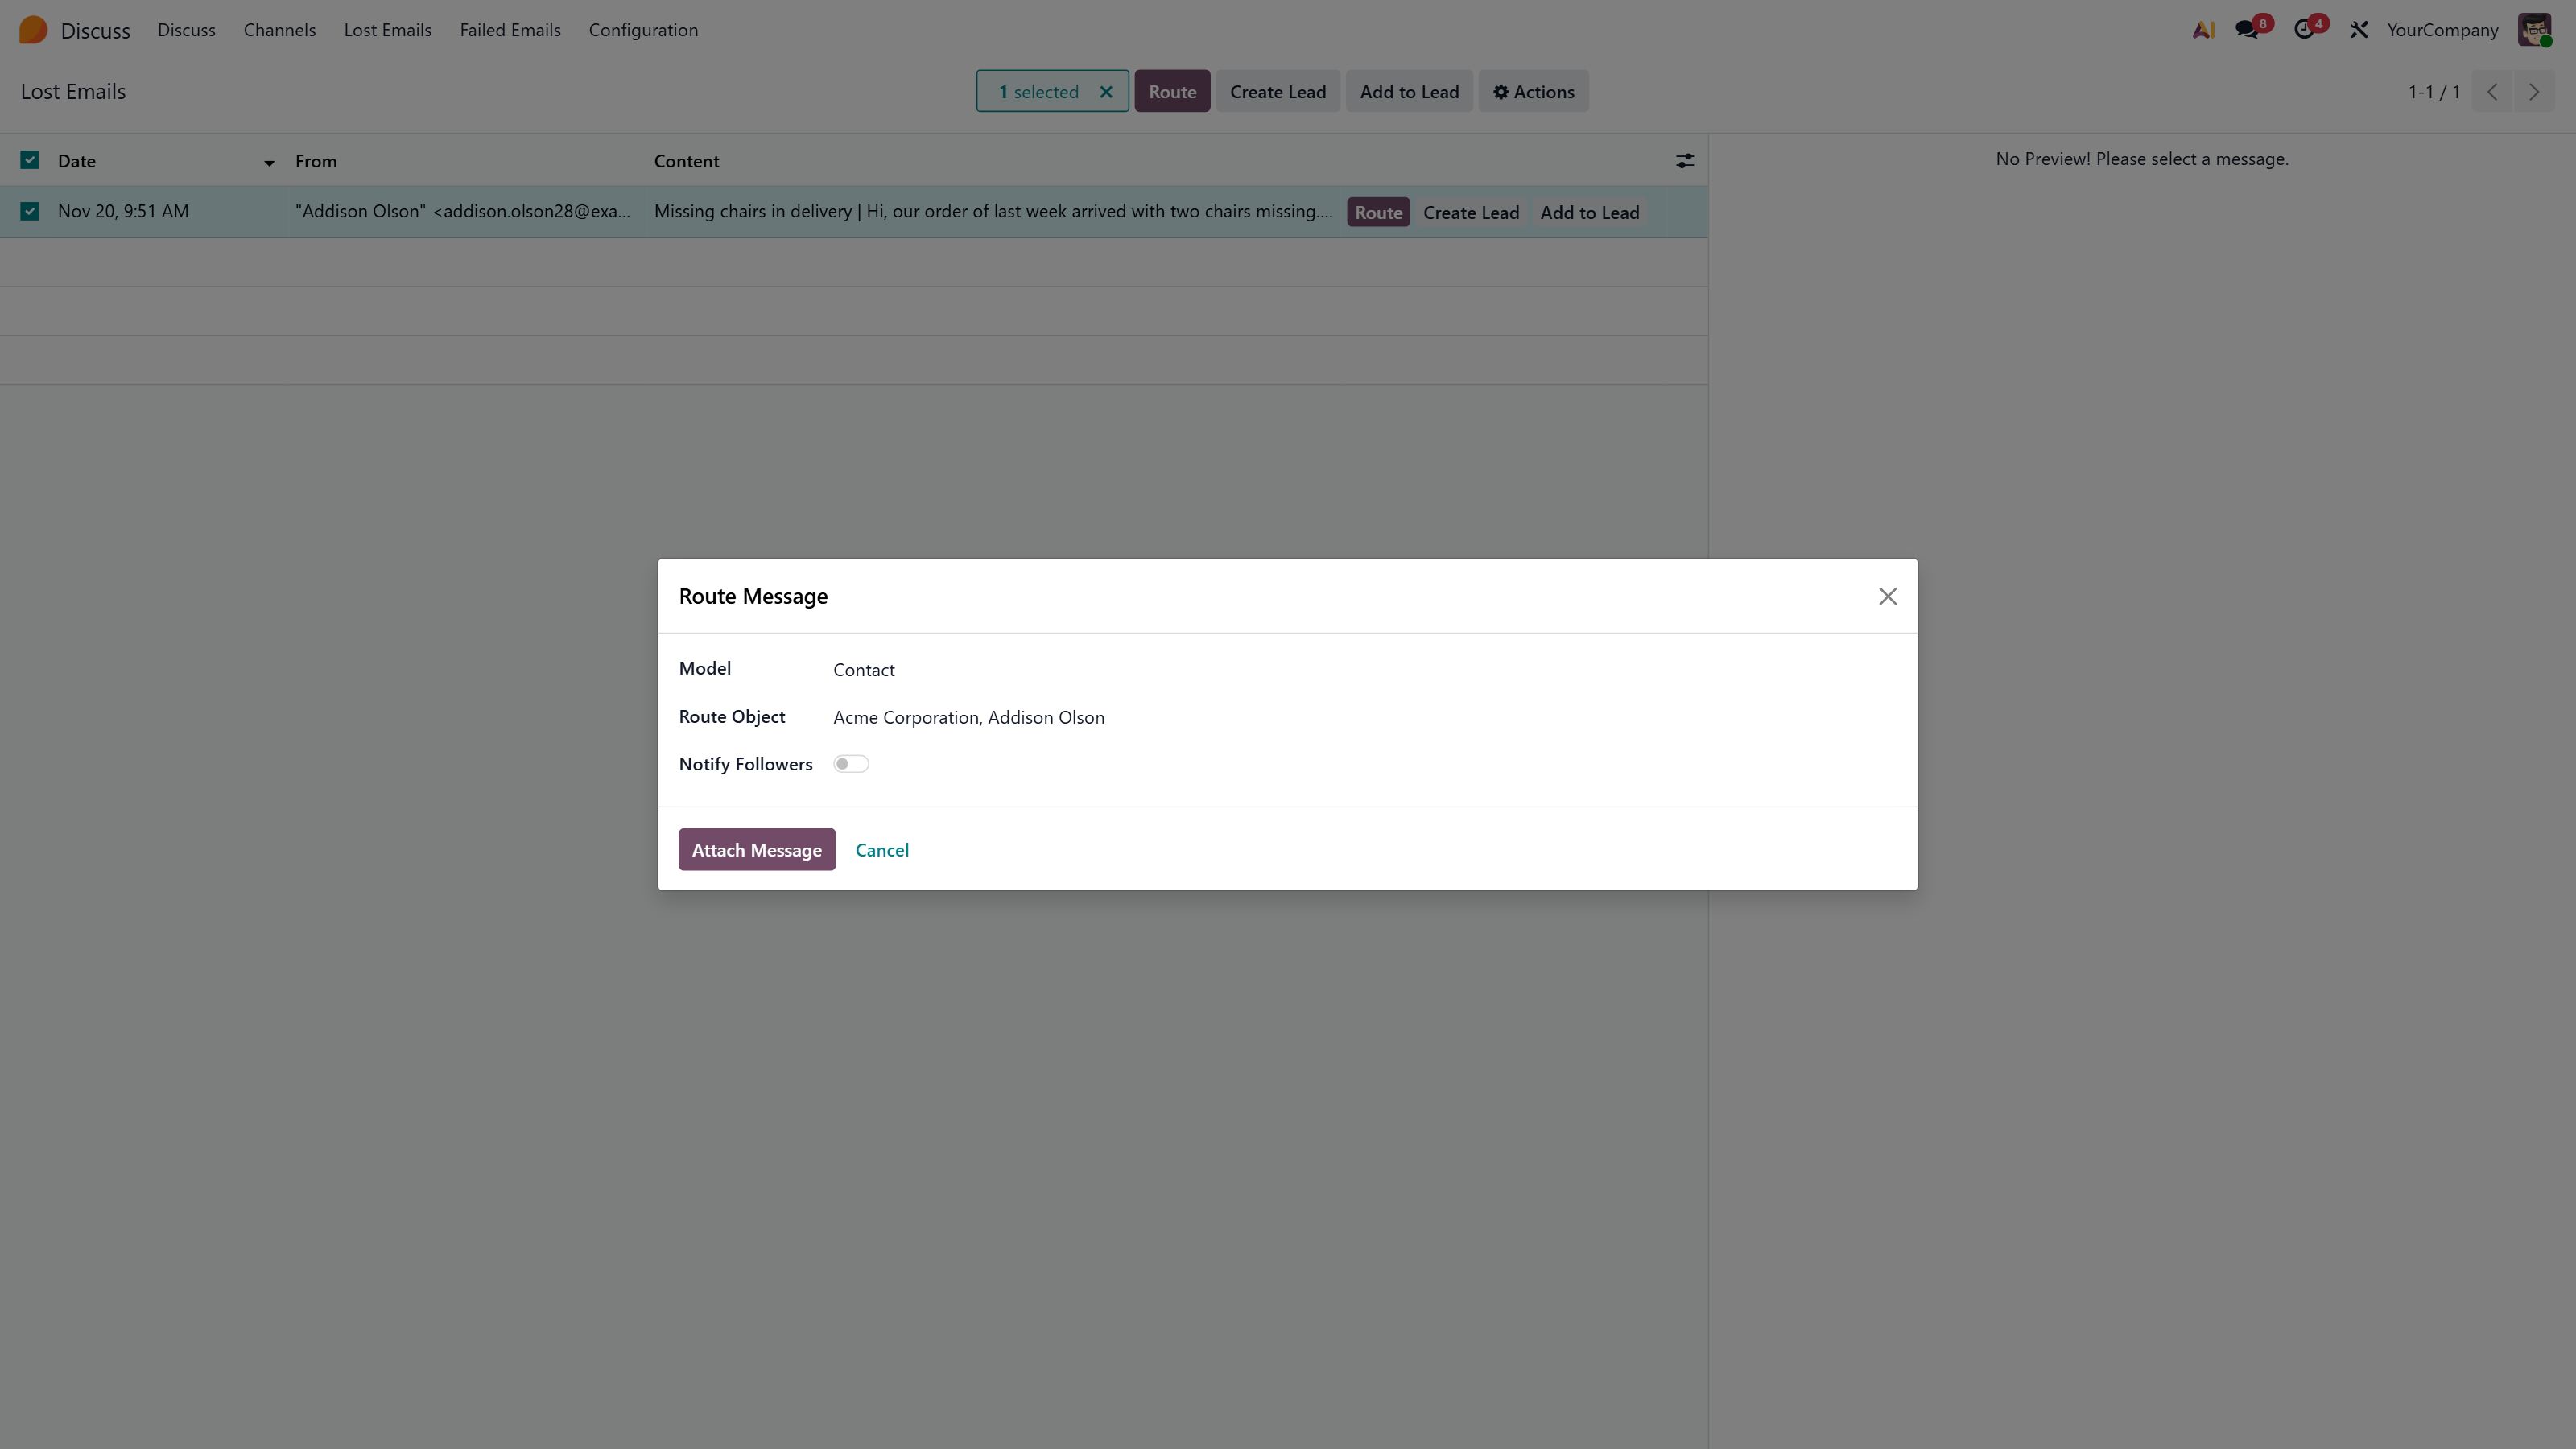 Discuss Discuss Channels Lost Emails Failed Emails Configuration AI 8 4 YourCompany
Lost Emails 1 selected Route Create Lead Add to Lead Actions 1-1 / 1
Date From Content No Preview! Please select a message.
Nov 20, 9:51 AM "Addison Olson" <addison.olson28@exa... Missing chairs in delivery | Hi, our order of last week arrived with two chairs missing.... Route Create Lead Add to Lead
Route Message
Model Contact
Route Object Acme Corporation, Addison Olson
Notify Followers
Attach Message Cancel